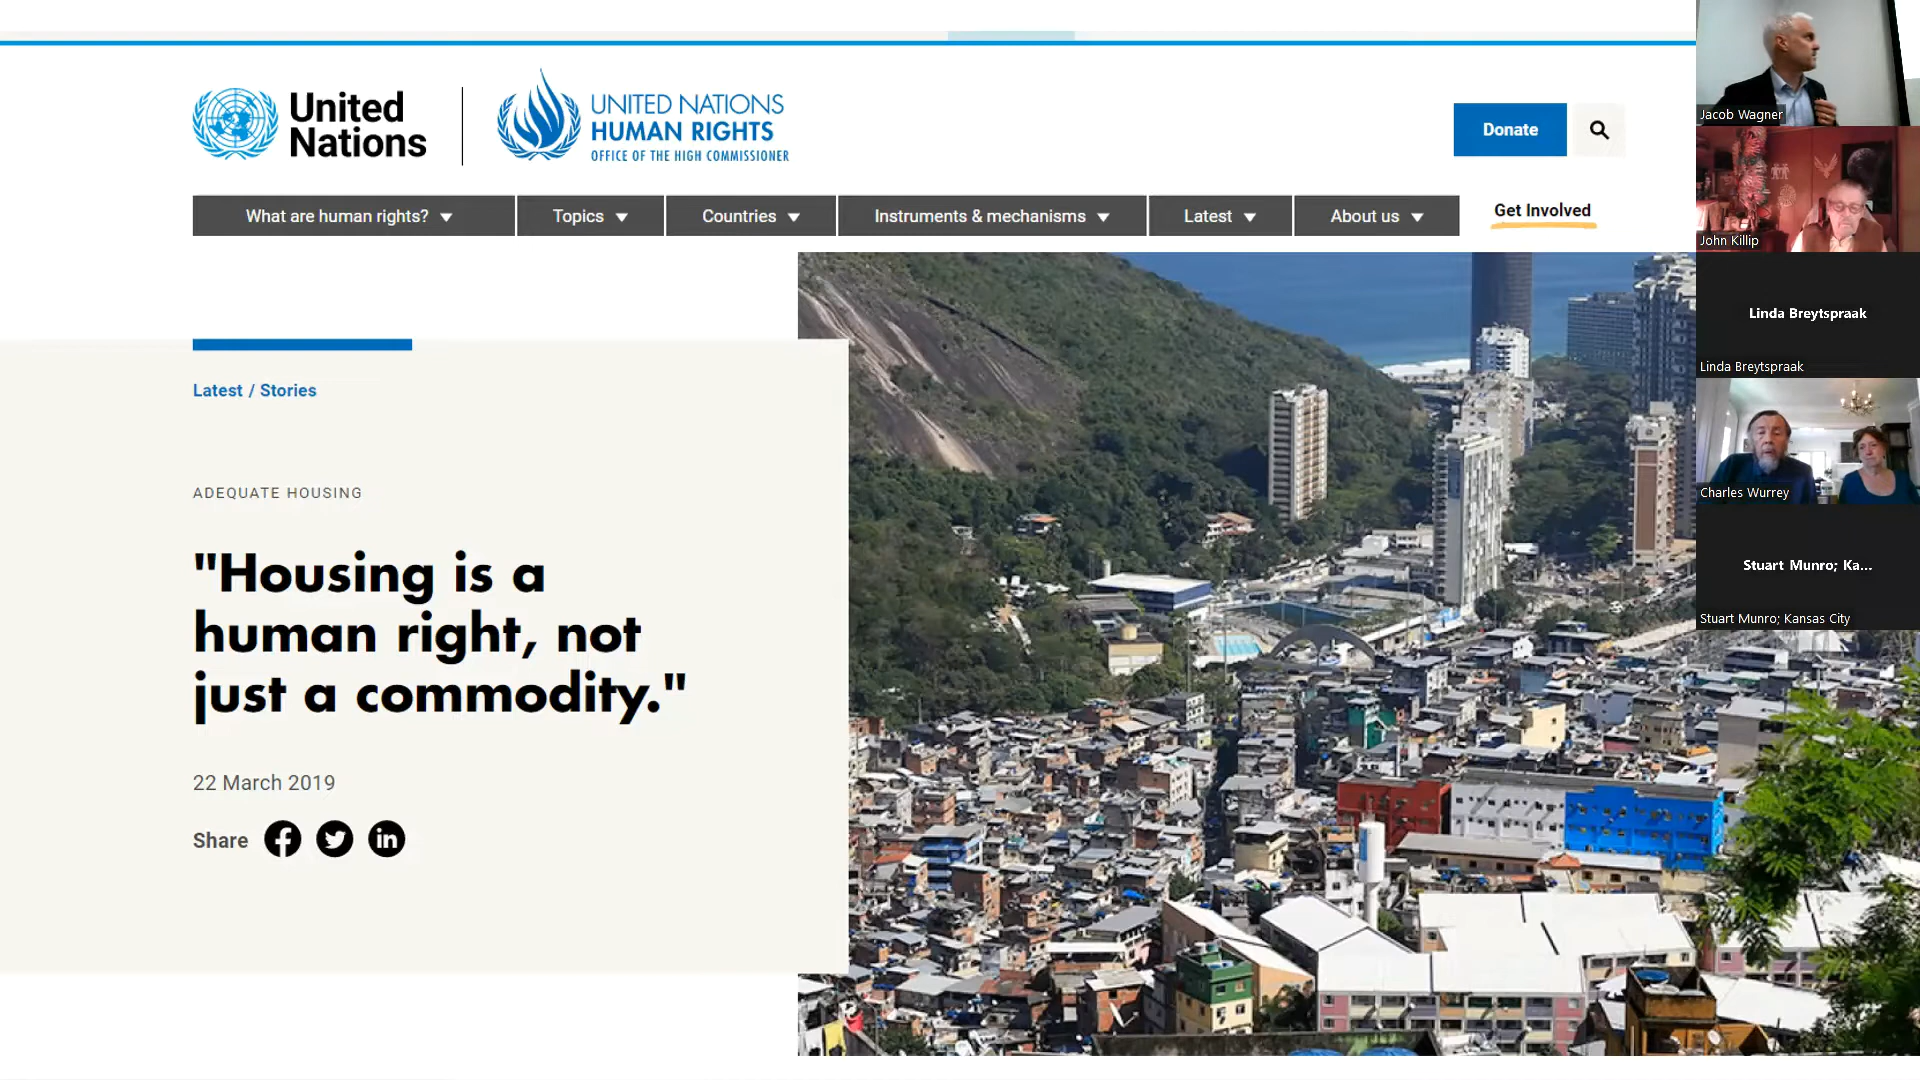 United
Nations
UNITED NATIONS
HUMAN RIGHTS
OFFICE OF THE HIGH COMMISSIONER
Donate
What are human rights?
Topics
Countries
Instruments & mechanisms
Latest
About us
Get Involved
Latest / Stories
ADEQUATE HOUSING
"Housing is a
human right, not
just a commodity."
22 March 2019
Share
Jacob Wagner
John Killip
Linda Breytspraak
Linda Breytspraak
Charles Wurrey
Stuart Munro; Ka...
Stuart Munro; Kansas City